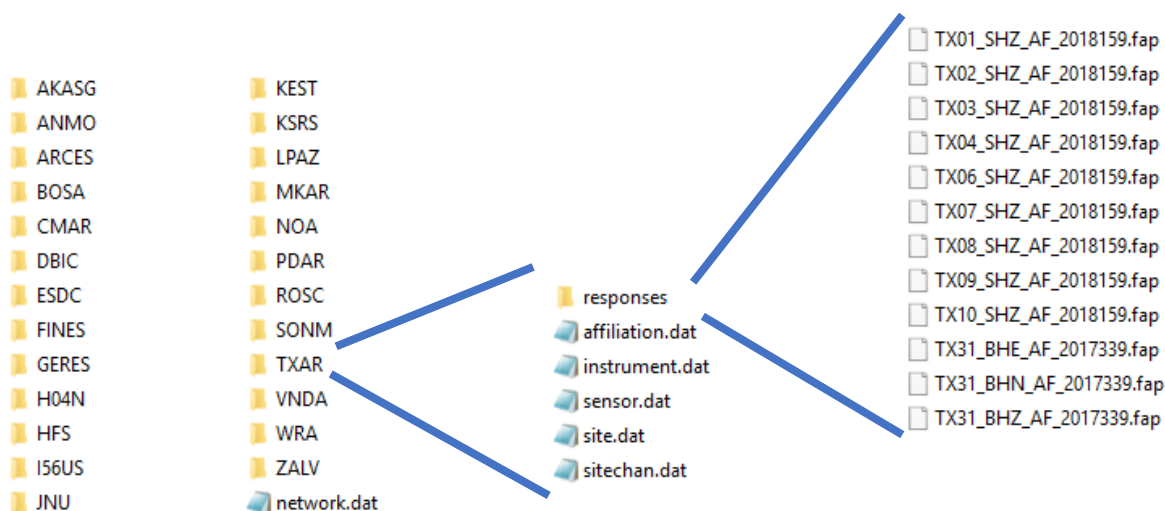 AKASG
ANMO
ARCES
BOSA
CMAR
DBIC
ESDC
FINES
GERES
H04N
HFS
I56US
JNU
KEST
KSRS
LPAZ
MKAR
NOA
PDAR
ROSC
SONM
TXAR
VNDA
WRA
ZALV
network.dat
responses
affiliation.dat
instrument.dat
sensor.dat
site.dat
sitechan.dat
TX01_SHZ_AF_2018159.fap
TX02_SHZ_AF_2018159.fap
TX03_SHZ_AF_2018159.fap
TX04_SHZ_AF_2018159.fap
TX06_SHZ_AF_2018159.fap
TX07_SHZ_AF_2018159.fap
TX08_SHZ_AF_2018159.fap
TX09_SHZ_AF_2018159.fap
TX10_SHZ_AF_2018159.fap
TX31_BHE_AF_2017339.fap
TX31_BHN_AF_2017339.fap
TX31_BHZ_AF_2017339.fap